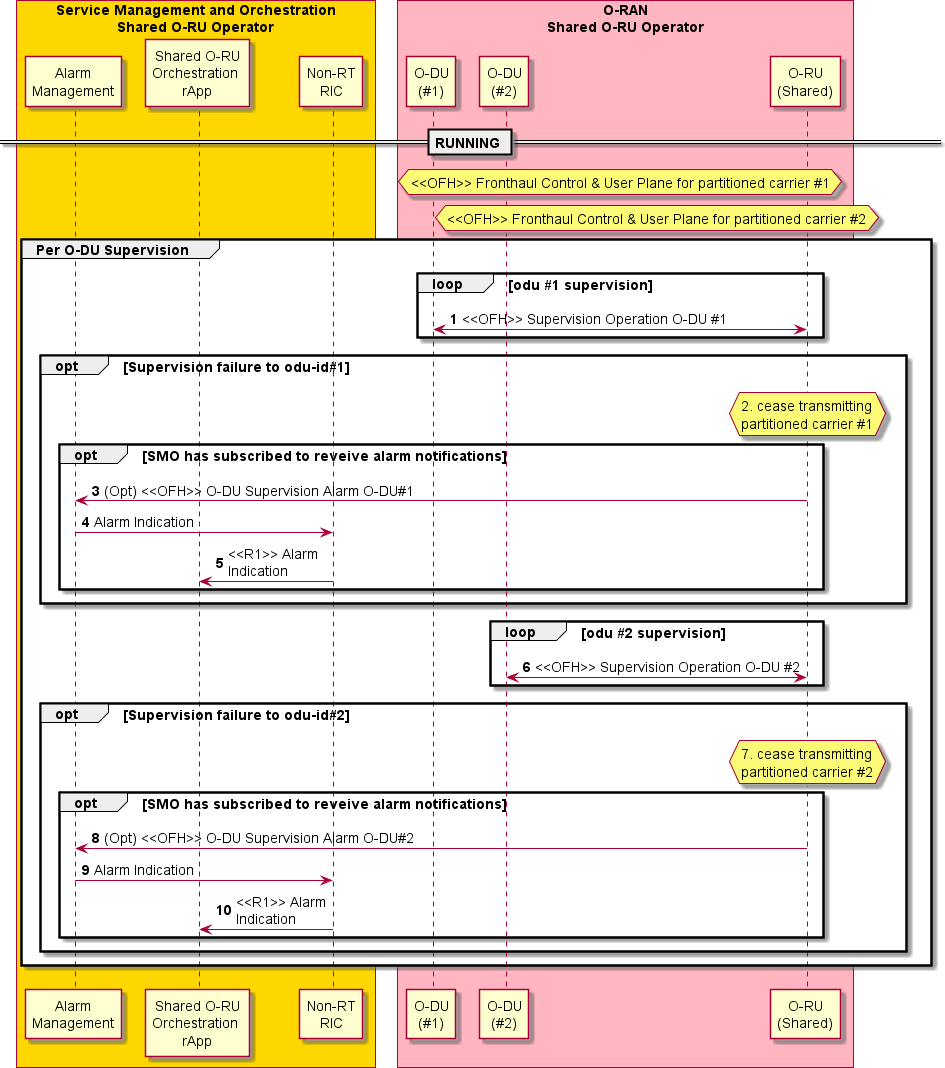 Service Management and Orchestration
Shared O-RU Operator
O-RAN
Shared O-RU Operator
Alarm
Management
Shared O-RU
Orchestration
rApp
Non-RT
RIC
O-DU
(#1)
O-DU
(#2)
O-RU
(Shared)
RUNNING
<<OFH>> Fronthaul Control & User Plane for partitioned carrier #1
<<OFH>> Fronthaul Control & User Plane for partitioned carrier #2
Per O-DU Supervision
loop [odu #1 supervision]
1 <<OFH>> Supervision Operation O-DU #1
opt [Supervision failure to odu-id#1]
2. cease transmitting
partitioned carrier #1
opt [SMO has subscribed to reveive alarm notifications]
3 (Opt) <<OFH>> O-DU Supervision Alarm O-DU#1
4 Alarm Indication
5 <<R1>> Alarm
Indication
loop [odu #2 supervision]
6 <<OFH>> Supervision Operation O-DU #2
opt [Supervision failure to odu-id#2]
7. cease transmitting
partitioned carrier #2
opt [SMO has subscribed to reveive alarm notifications]
8 (Opt) <<OFH>> O-DU Supervision Alarm O-DU#2
9 Alarm Indication
10 <<R1>> Alarm
Indication
Alarm
Management
Shared O-RU
Orchestration
rApp
Non-RT
RIC
O-DU
(#1)
O-DU
(#2)
O-RU
(Shared)